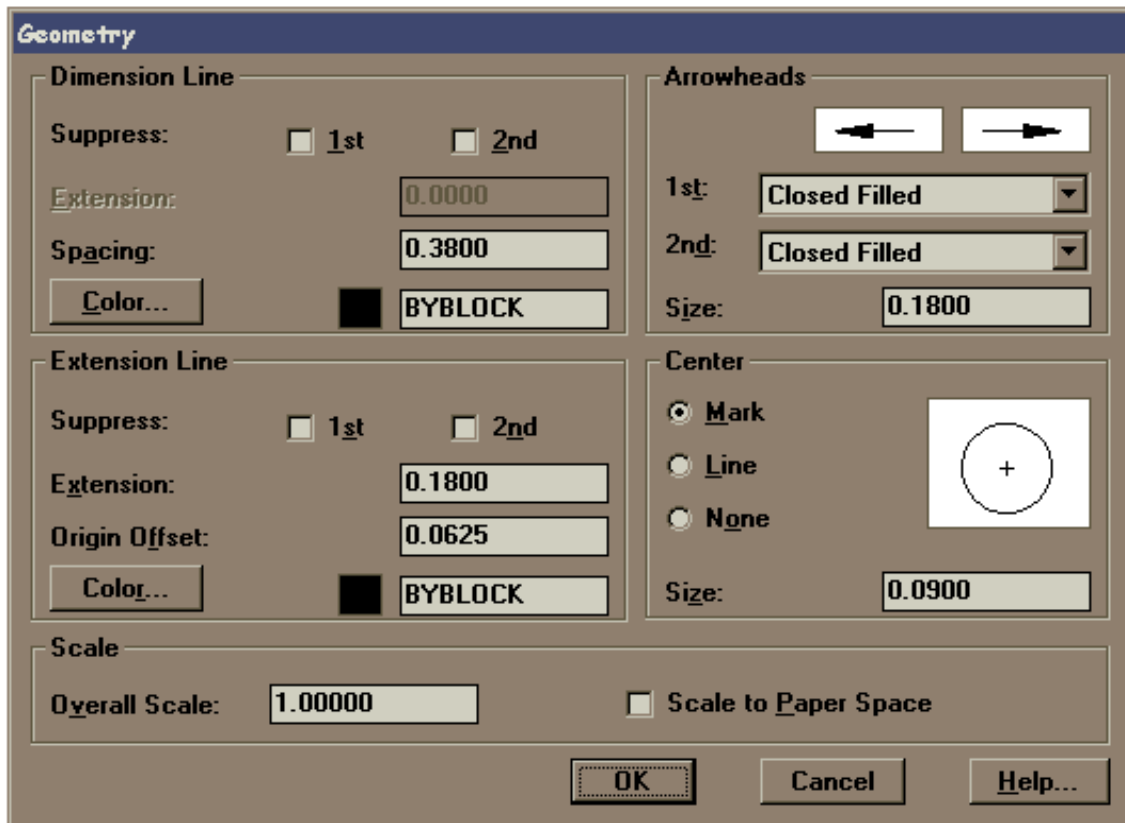 Geometry
Dimension Line
Suppress: 1st 2nd
Extension: 0.0000
Spacing: 0.3800
Color... BYBLOCK
Arrowheads
1st: Closed Filled
2nd: Closed Filled
Size: 0.1800
Extension Line
Suppress: 1st 2nd
Extension: 0.1800
Origin Offset: 0.0625
Color... BYBLOCK
Center
Mark
Line
None
Size: 0.0900
Scale
Overall Scale: 1.00000 Scale to Paper Space
OK Cancel Help...